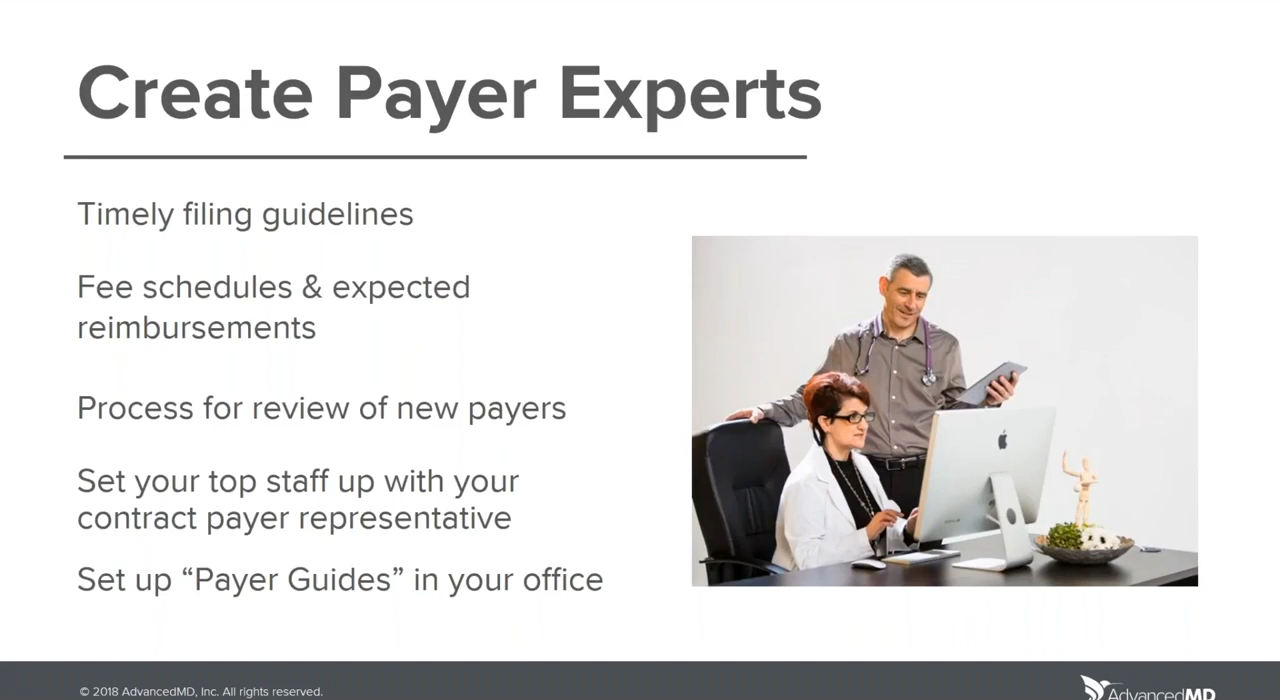 Create Payer Experts
Timely filing guidelines
Fee schedules & expected
reimbursements
Process for review of new payers
Set your top staff up with your
contract payer representative
Set up “Payer Guides” in your office
© 2018 AdvancedMD, Inc. All rights reserved.
AdvancedMD